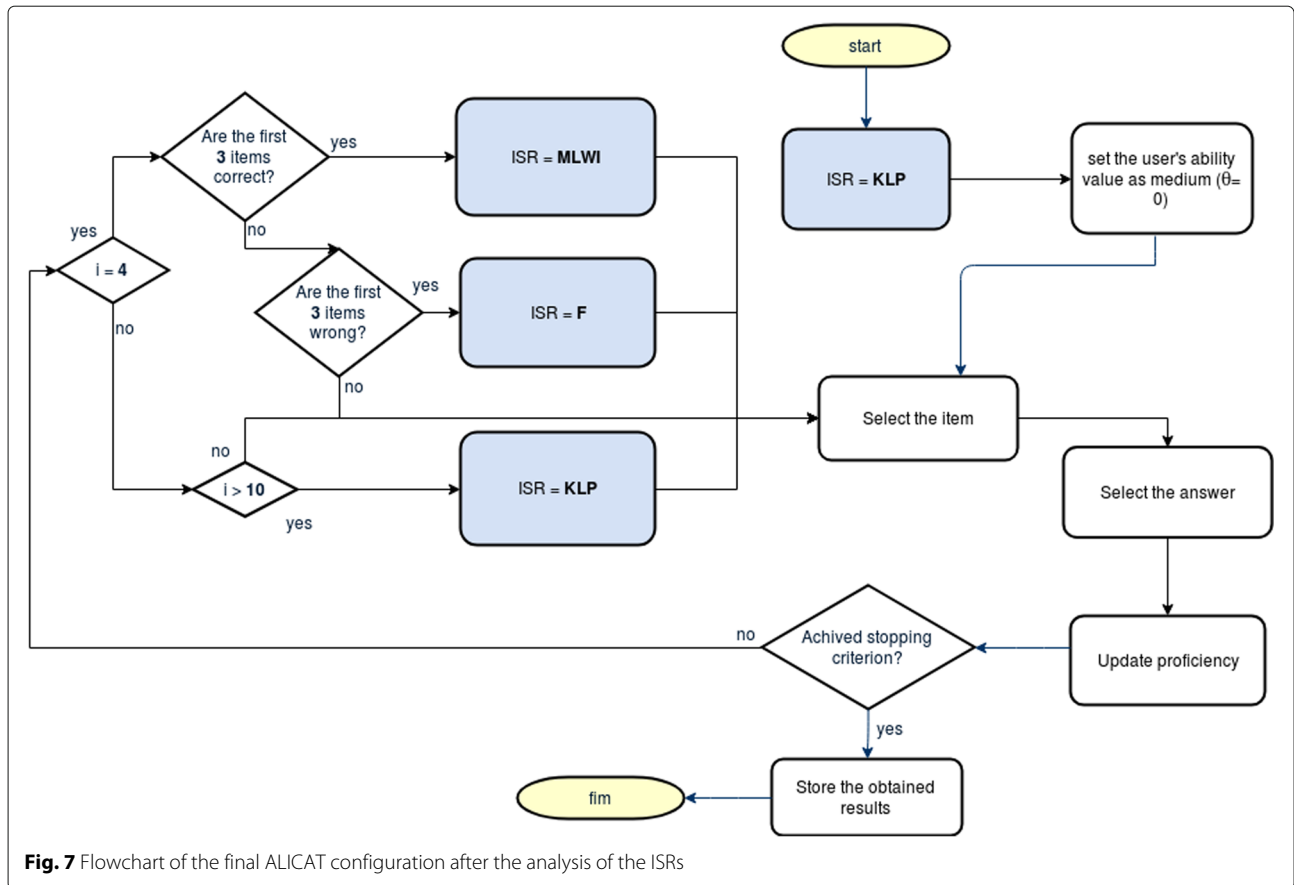 start
ISR = KLP
set the user's ability
value as medium (θ=
0)
Are the first
3 items
correct?
yes
ISR = MLWI
no
yes
i = 4
no
Are the first
3 items
wrong?
yes
ISR = F
no
no
i > 10
yes
ISR = KLP
Select the item
Select the answer
Update proficiency
Achived stopping
criterion?
no
yes
Store the obtained
results
fim
Fig. 7 Flowchart of the final ALICAT configuration after the analysis of the ISRs